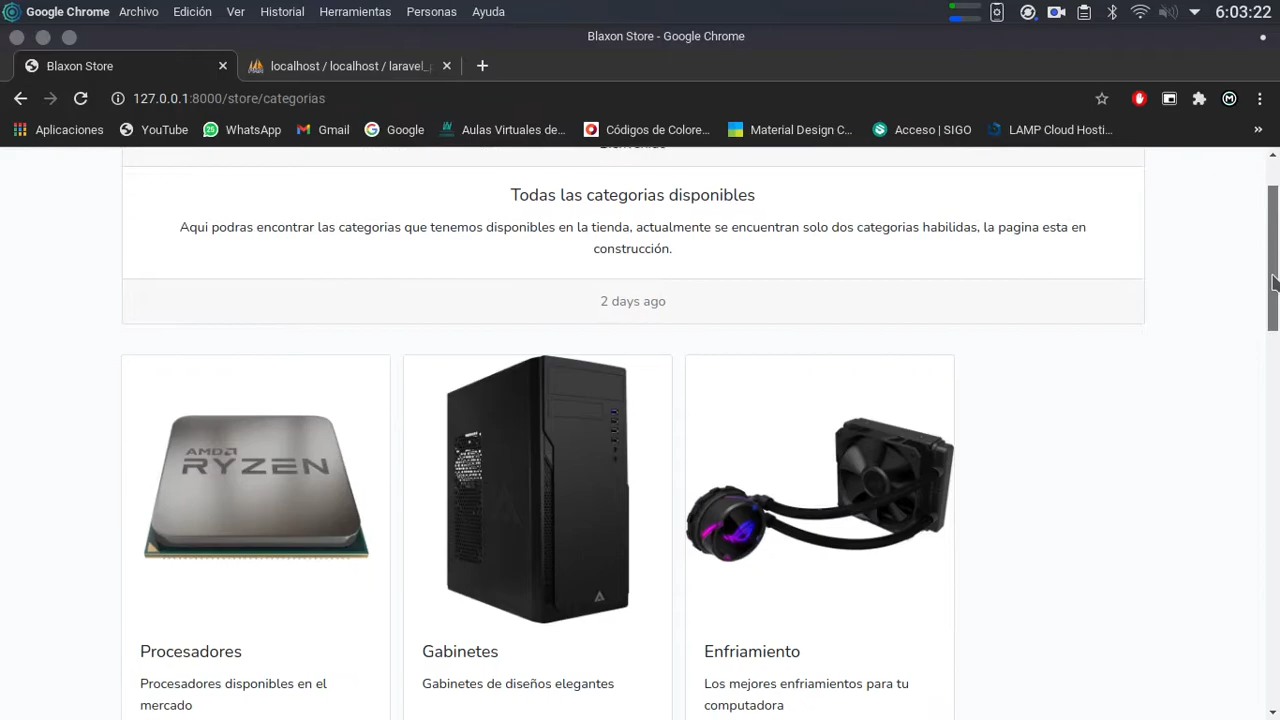 Google Chrome Archivo Edición Ver Historial Herramientas Personas Ayuda 6:03:22
Blaxon Store - Google Chrome
Blaxon Store localhost / localhost / laravel_
127.0.0.1:8000/store/categorias
Aplicaciones YouTube WhatsApp Gmail Google Aulas Virtuales de... Códigos de Colore... Material Design C... Acceso | SIGO LAMP Cloud Hosti...
Todas las categorias disponibles
Aqui podras encontrar las categorias que tenemos disponibles en la tienda, actualmente se encuentran solo dos categorias habilidas, la pagina esta en
construcción.
2 days ago
AMD
RYZEN
Procesadores Gabinetes Enfriamiento
Procesadores disponibles en el Gabinetes de diseños elegantes Los mejores enfriamientos para tu
mercado computadora